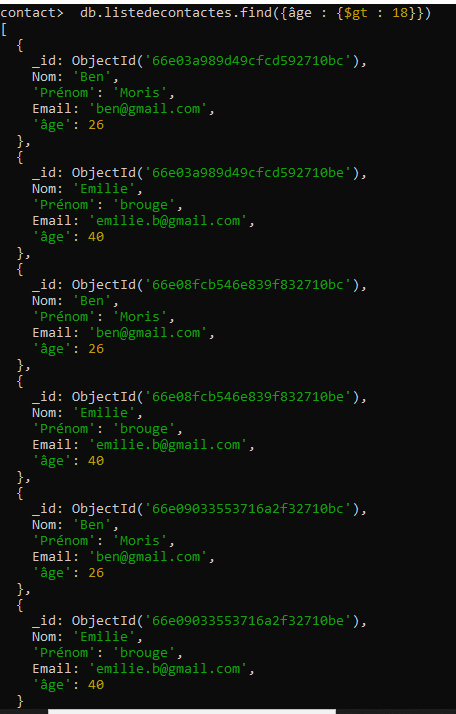 contact>  db.listedecontactes.find({âge : {$gt : 18}})
[
  {
    _id: ObjectId('66e03a989d49cfcd592710bc'),
    Nom: 'Ben',
    'Prénom': 'Moris',
    Email: 'ben@gmail.com',
    'âge': 26
  },
  {
    _id: ObjectId('66e03a989d49cfcd592710be'),
    Nom: 'Emilie',
    'Prénom': 'brouge',
    Email: 'emilie.b@gmail.com',
    'âge': 40
  },
  {
    _id: ObjectId('66e08fcb546e839f832710bc'),
    Nom: 'Ben',
    'Prénom': 'Moris',
    Email: 'ben@gmail.com',
    'âge': 26
  },
  {
    _id: ObjectId('66e08fcb546e839f832710be'),
    Nom: 'Emilie',
    'Prénom': 'brouge',
    Email: 'emilie.b@gmail.com',
    'âge': 40
  },
  {
    _id: ObjectId('66e09033553716a2f32710bc'),
    Nom: 'Ben',
    'Prénom': 'Moris',
    Email: 'ben@gmail.com',
    'âge': 26
  },
  {
    _id: ObjectId('66e09033553716a2f32710be'),
    Nom: 'Emilie',
    'Prénom': 'brouge',
    Email: 'emilie.b@gmail.com',
    'âge': 40
  }